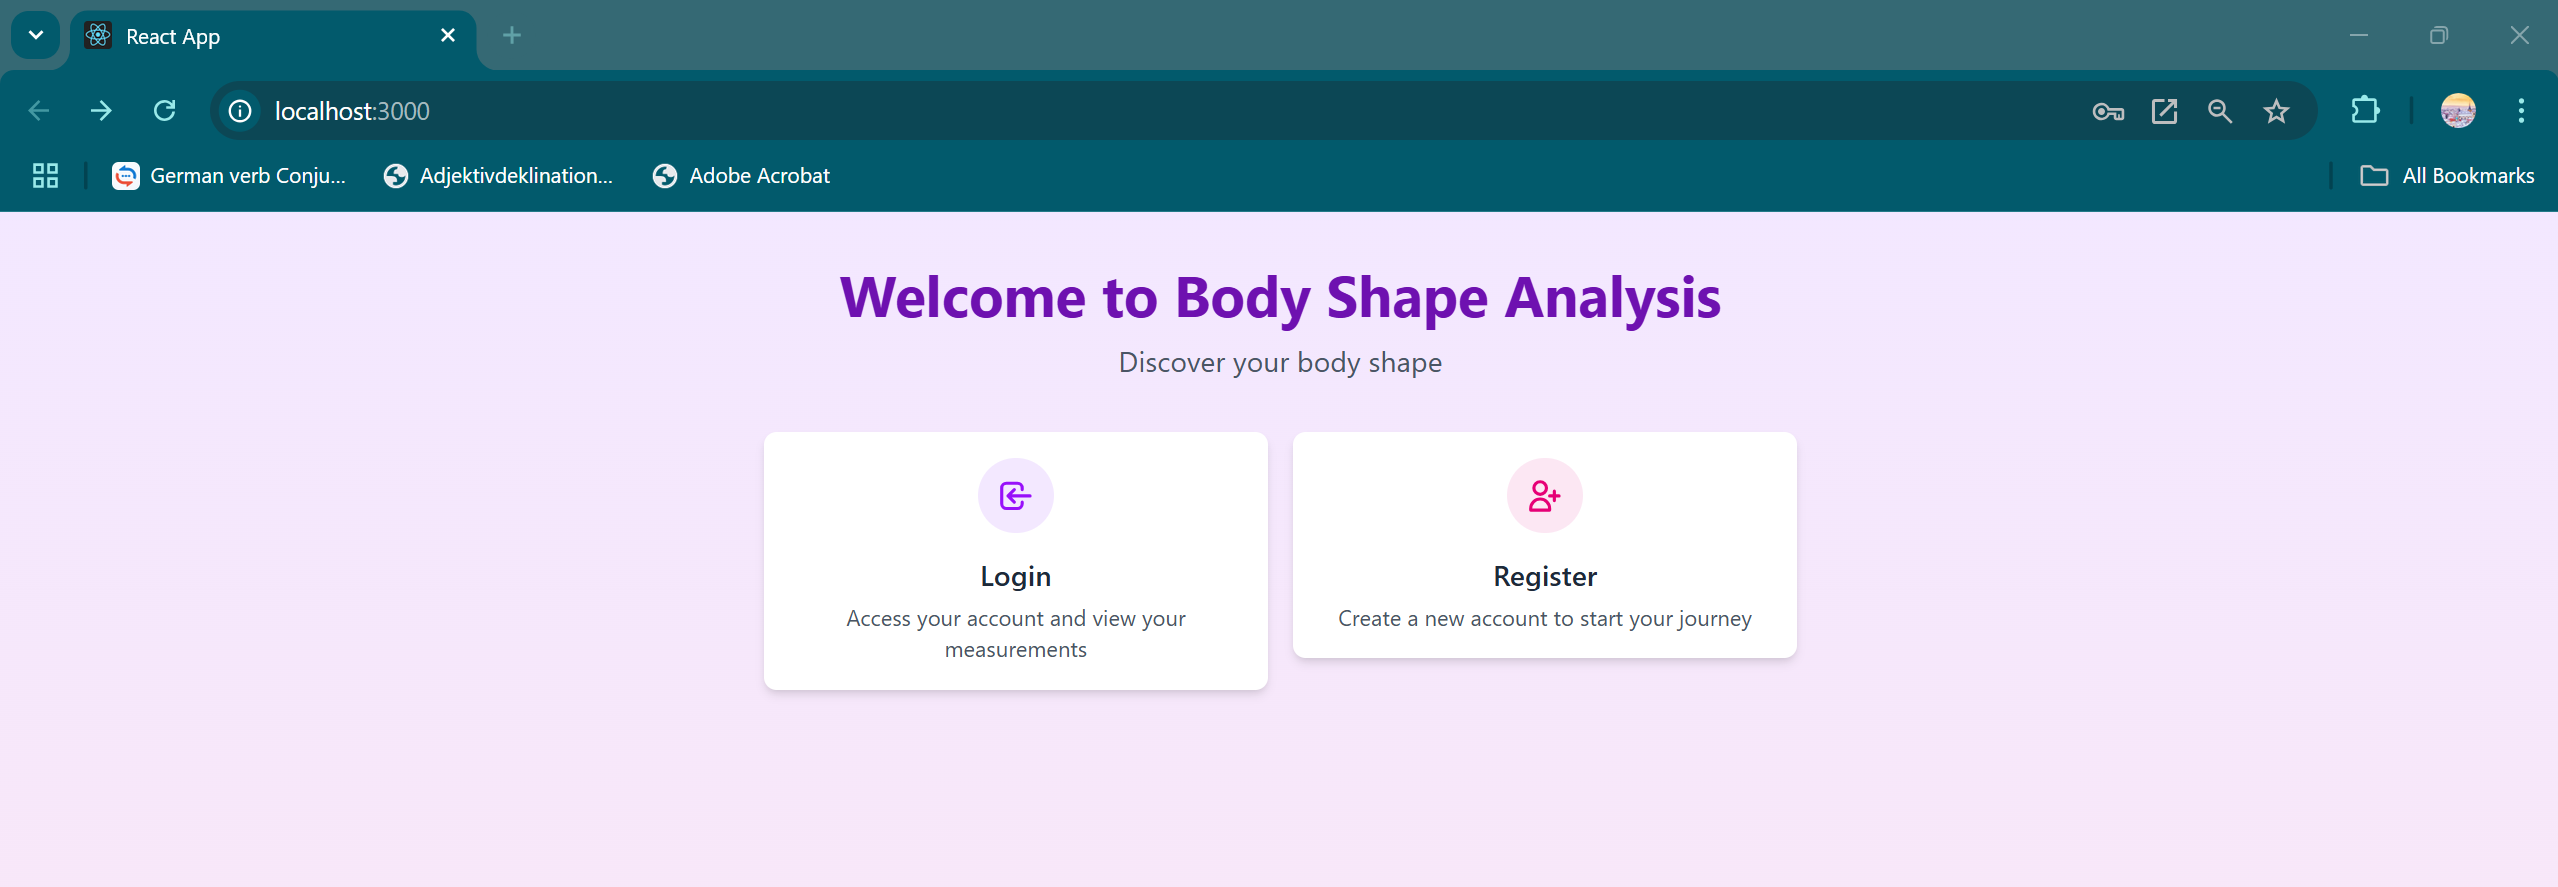 React App
localhost:3000
German verb Conju...
Adjektivdeklination...
Adobe Acrobat
All Bookmarks
Welcome to Body Shape Analysis
Discover your body shape
Login
Access your account and view your
measurements
Register
Create a new account to start your journey